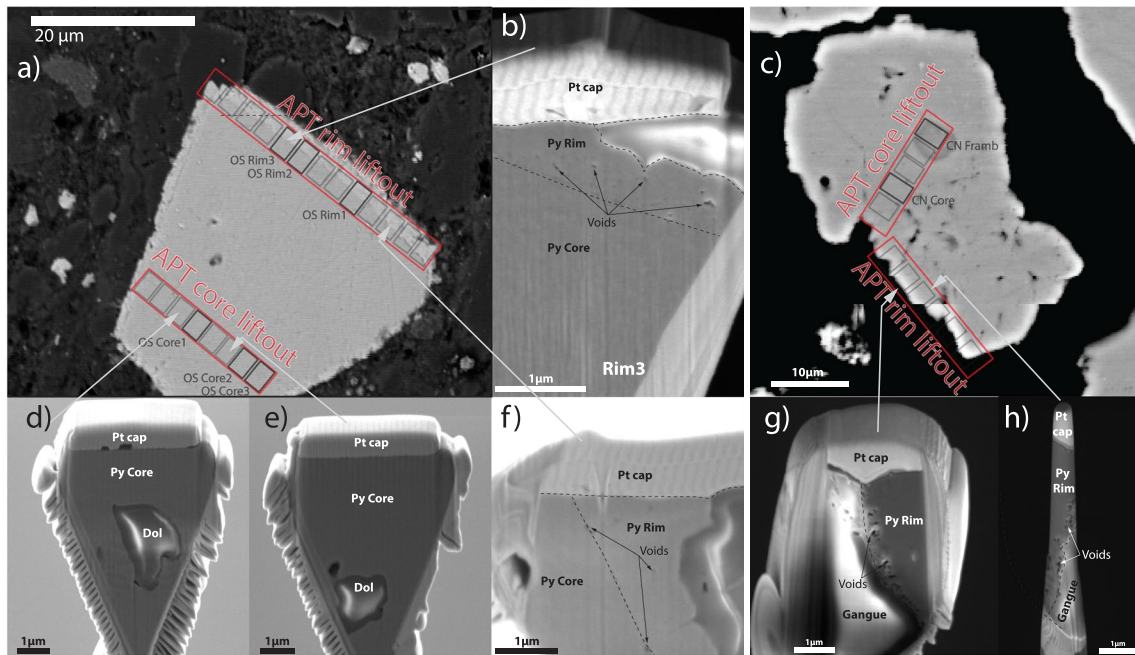 20 µm
a)
APT rim liftout
OS Rim3
OS Rim2
OS Rim1
APT core liftout
OS Core1
OS Core2
OS Core3
b)
Pt cap
Py Rim
Voids
Py Core
Rim3
1µm
c)
APT core liftout
CN Framb
CN Core
APT rim liftout
10µm
d)
Pt cap
Py Core
Dol
1µm
e)
Pt cap
Py Core
Dol
1µm
f)
Pt cap
Py Rim
Voids
Py Core
1µm
g)
Pt cap
Py Rim
Voids
Gangue
1µm
h)
Pt
cap
Py
Rim
Voids
Gangue
1µm